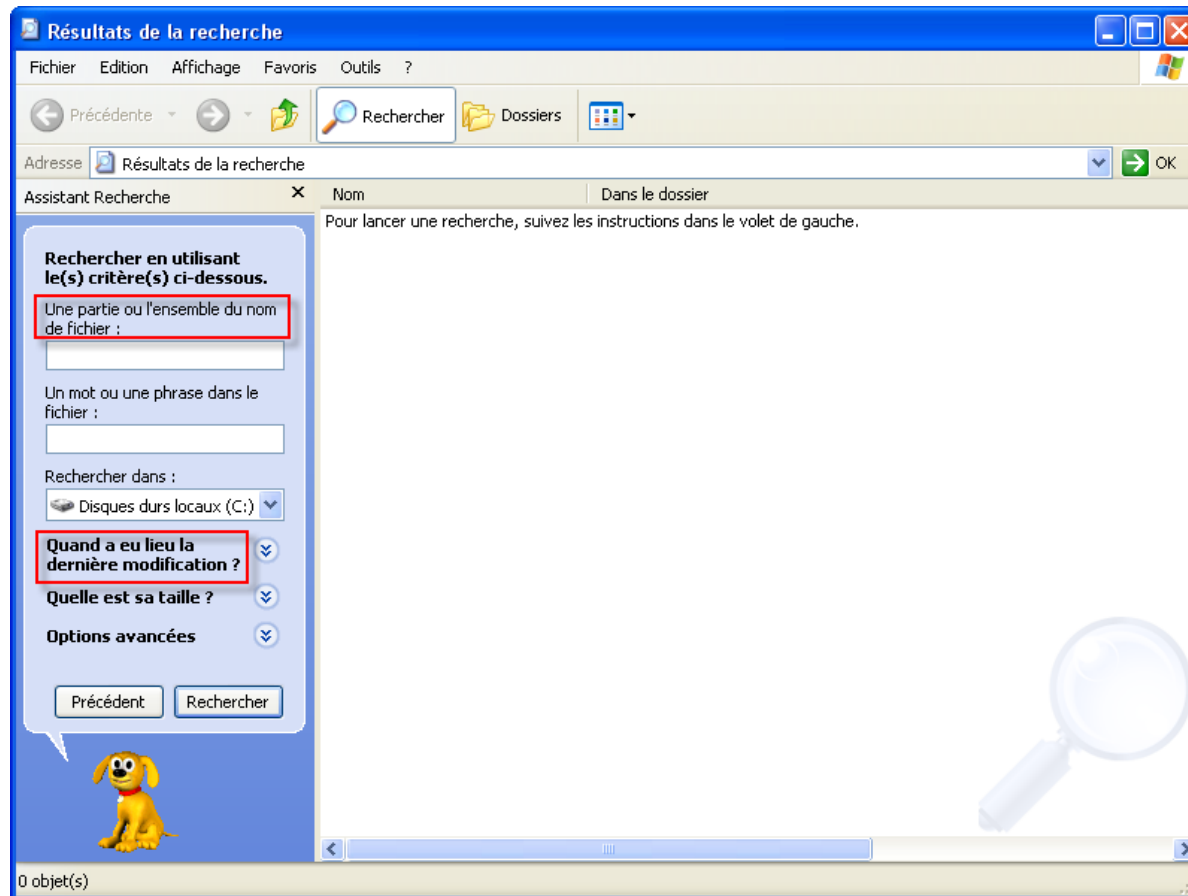 Résultats de la recherche
Fichier Edition Affichage Favoris Outils ?
Précédente Rechercher Dossiers
Adresse Résultats de la recherche OK
Assistant Recherche
Nom Dans le dossier
Pour lancer une recherche, suivez les instructions dans le volet de gauche.
Rechercher en utilisant
le(s) critère(s) ci-dessous.
Une partie ou l'ensemble du nom
de fichier :
Un mot ou une phrase dans le
fichier :
Rechercher dans :
Disques durs locaux (C:)
Quand a eu lieu la
dernière modification ?
Quelle est sa taille ?
Options avancées
Précédent Rechercher
0 objet(s)